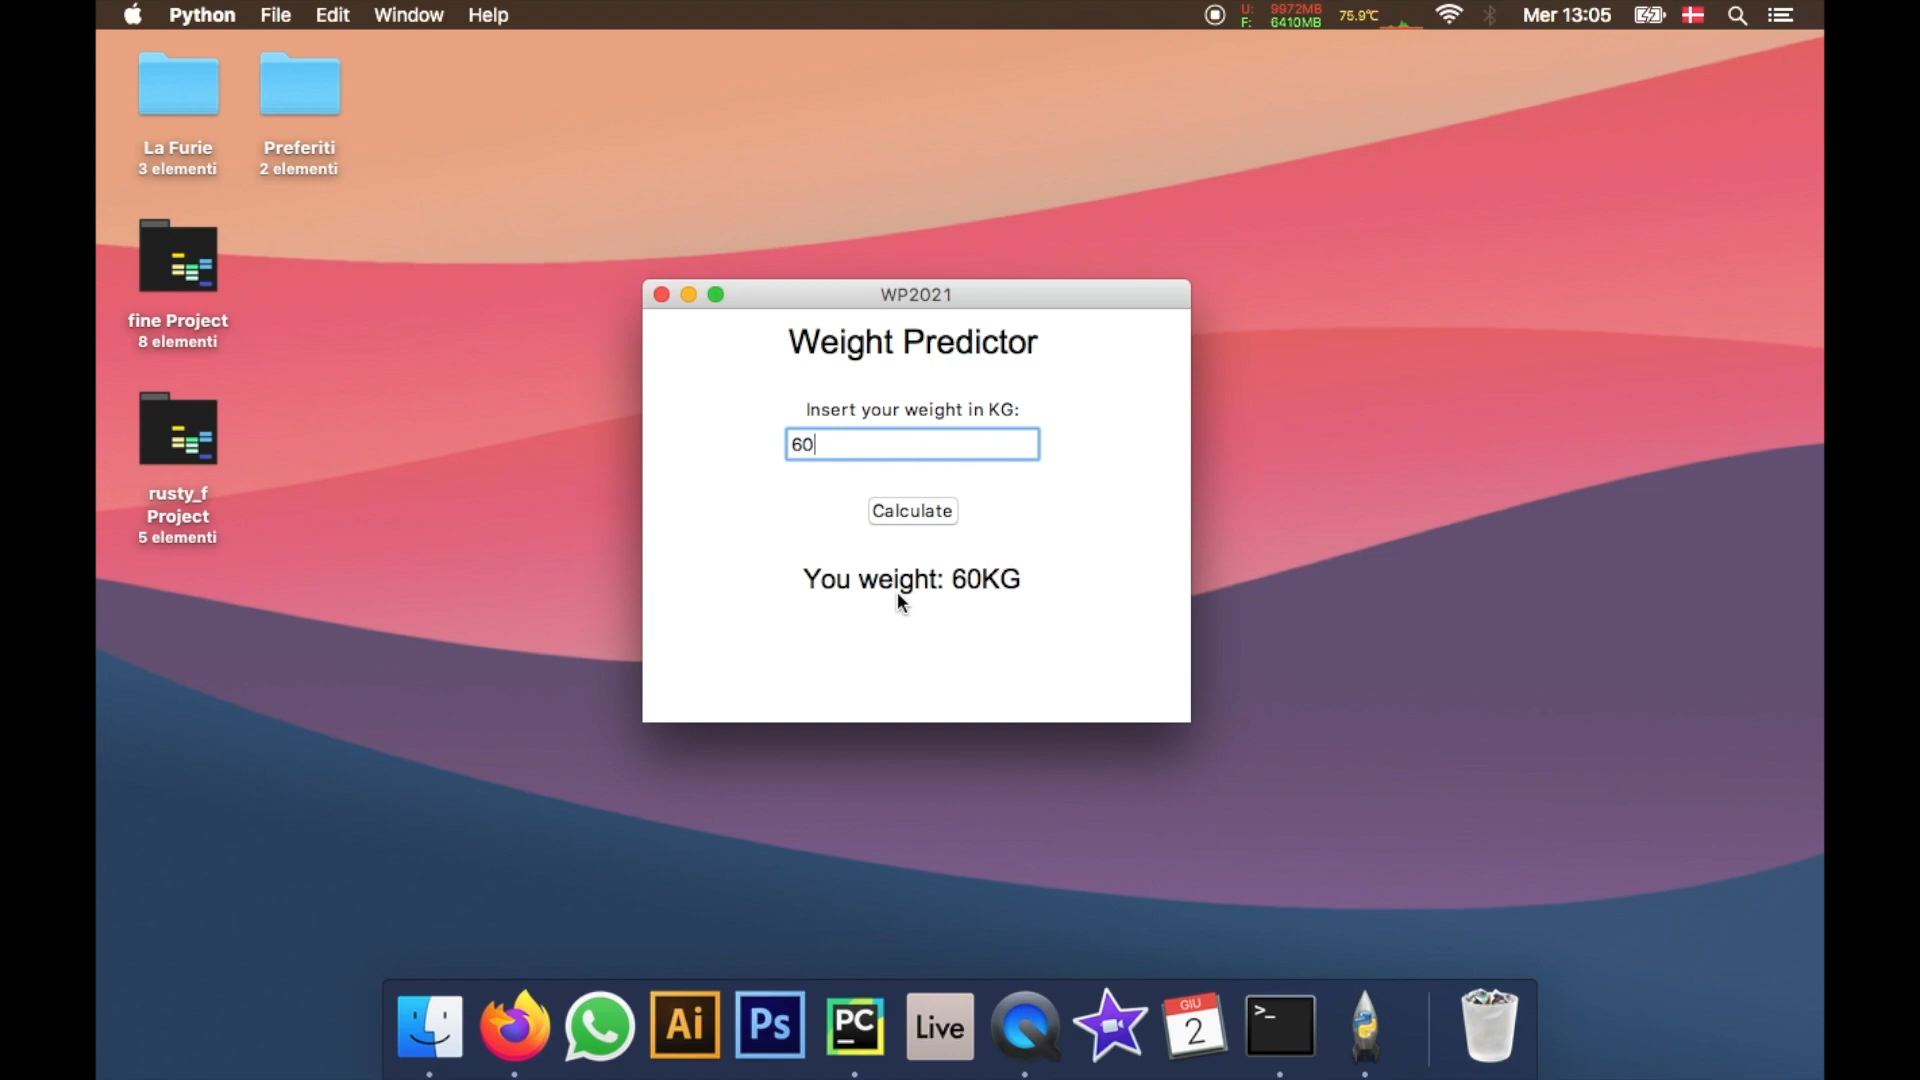 Python File Edit Window Help
U: 9972MB
F: 6410MB
75.9°C
Mer 13:05
La Furie
3 elementi
Preferiti
2 elementi
fine Project
8 elementi
rusty_f
Project
5 elementi
WP2021
Weight Predictor
Insert your weight in KG:
60
Calculate
You weight: 60KG
Ai
Ps
PC
Live
GIU
2
>_